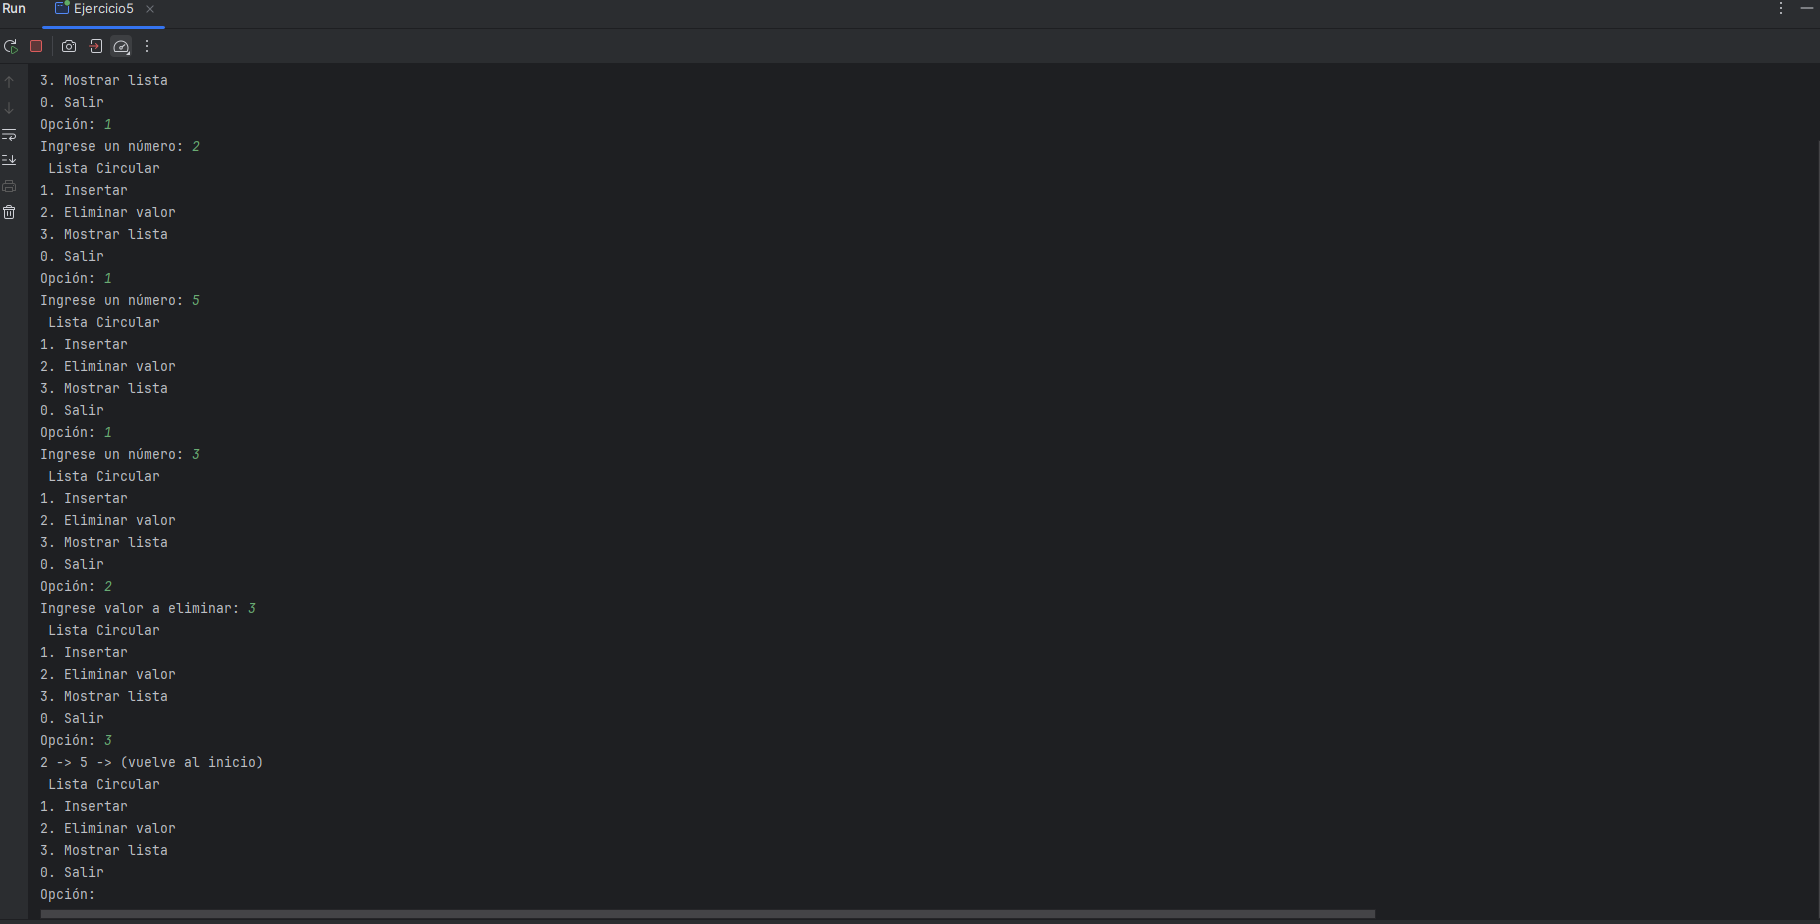 Run Ejercicio5
3. Mostrar lista
0. Salir
Opción: 1
Ingrese un número: 2
Lista Circular
1. Insertar
2. Eliminar valor
3. Mostrar lista
0. Salir
Opción: 1
Ingrese un número: 5
Lista Circular
1. Insertar
2. Eliminar valor
3. Mostrar lista
0. Salir
Opción: 1
Ingrese un número: 3
Lista Circular
1. Insertar
2. Eliminar valor
3. Mostrar lista
0. Salir
Opción: 2
Ingrese valor a eliminar: 3
Lista Circular
1. Insertar
2. Eliminar valor
3. Mostrar lista
0. Salir
Opción: 3
2 -> 5 -> (vuelve al inicio)
Lista Circular
1. Insertar
2. Eliminar valor
3. Mostrar lista
0. Salir
Opción: